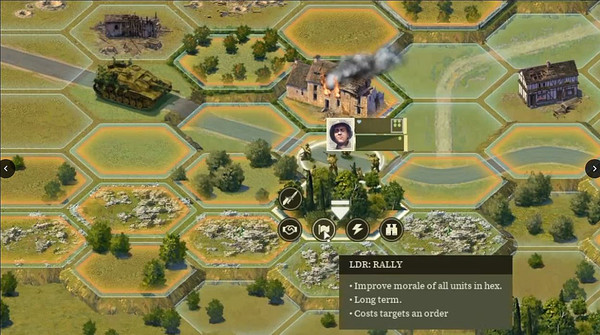 LDR: RALLY
• Improve morale of all units in hex.
• Long term.
• Costs targets an order